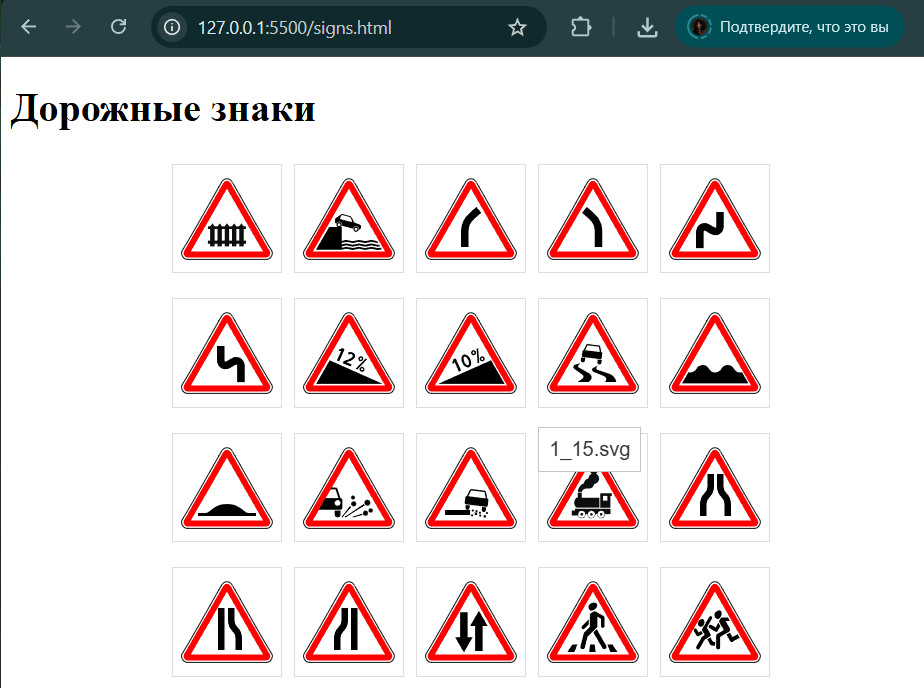 127.0.0.1:5500/signs.html
Подтвердите, что это вы
Дорожные знаки
12%
10%
1_15.svg